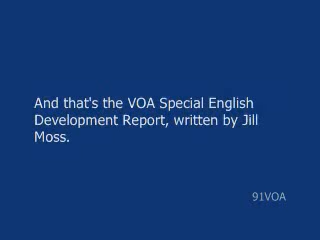 And that's the VOA Special English
Development Report, written by Jill
Moss.
91VOA